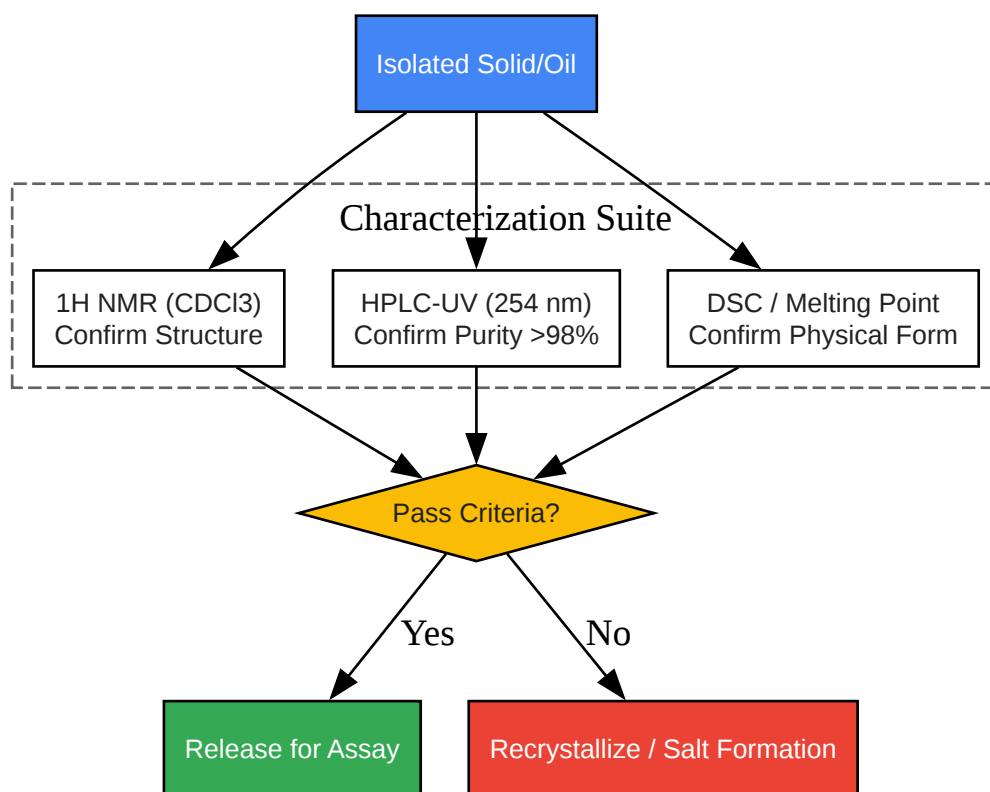 Isolated Solid/Oil
Characterization Suite
1H NMR (CDCl3)
Confirm Structure
HPLC-UV (254 nm)
Confirm Purity >98%
DSC / Melting Point
Confirm Physical Form
Pass Criteria?
Yes
No
Release for Assay
Recrystallize / Salt Formation